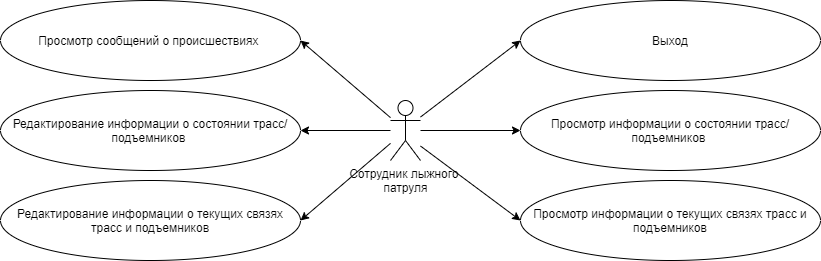 Просмотр сообщений о происшествиях
Выход
Редактирование информации о состоянии трасс/
подъемников
Просмотр информации о состоянии трасс/
подъемников
Сотрудник лыжного
патруля
Редактирование информации о текущих связях
трасс и подъемников
Просмотр информации о текущих связях трасс и
подъемников